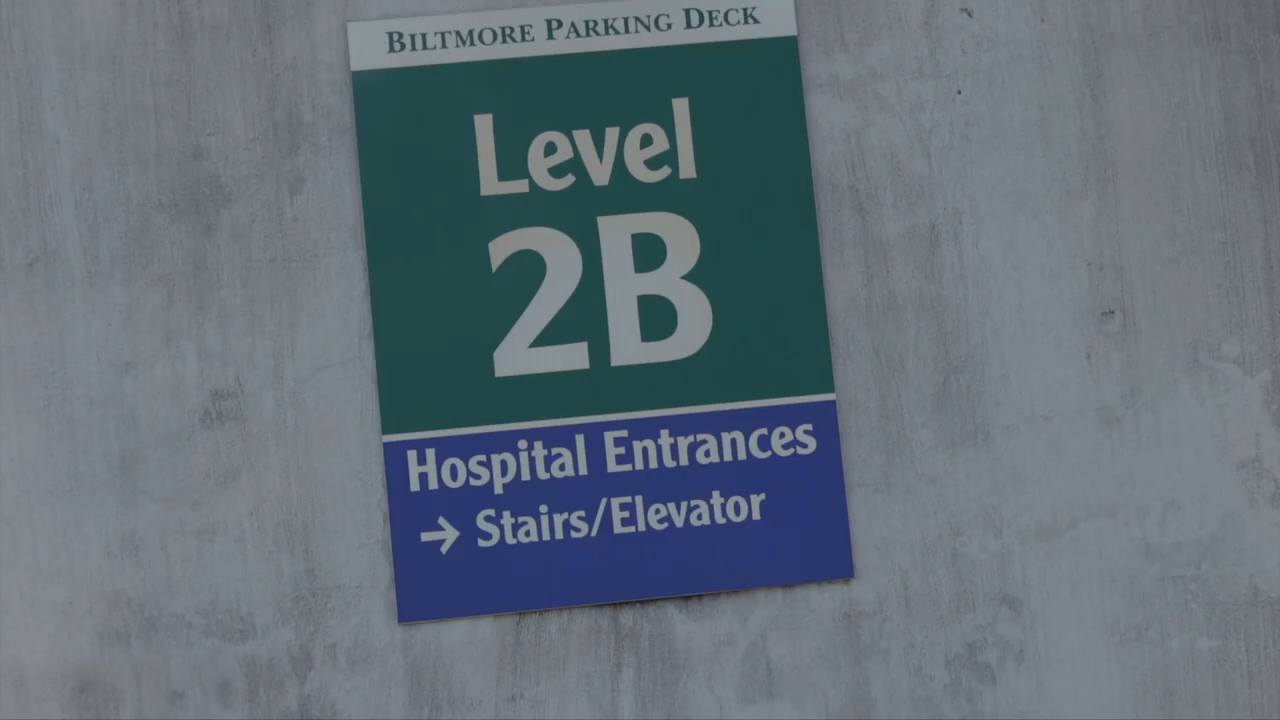 BILTMORE PARKING DECK
Level
2B
Hospital Entrances
→ Stairs/Elevator